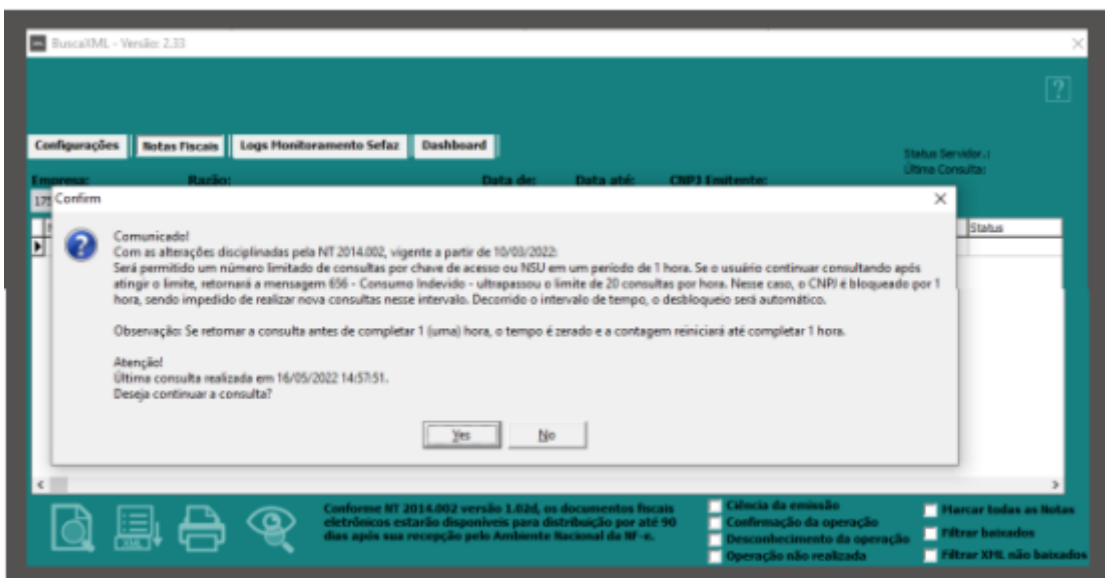 BuscaXML - Versão: 2.33
Configurações Notas Fiscais Logs Monitoramento Sefaz Dashboard
Status Servidor.:
Última Consulta:
Empresa: Razão: Data de: Data até: CNPJ Emitente:
Confirm
Status
Comunicado!
Com as alterações disciplinadas pela NT 2014.002, vigente a partir de 10/03/2022:
Será permitido um número limitado de consultas por chave de acesso ou NSU em um período de 1 hora. Se o usuário continuar consultando após
atingir o limite, retornará a mensagem 656 - Consumo Indevido - ultrapassou o limite de 20 consultas por hora. Nesse caso, o CNPJ é bloqueado por 1
hora, sendo impedido de realizar nova consultas nesse intervalo. Decorrido o intervalo de tempo, o desbloqueio será automático.
Observação: Se retornar a consulta antes de completar 1 (uma) hora, o tempo é zerado e a contagem reiniciará até completar 1 hora.
Atenção!
Última consulta realizada em 16/05/2022 14:57:51.
Deseja continuar a consulta?
Yes No
XML
Conforme NT 2014.002 versão 1.02d, os documentos fiscais
eletrônicos estarão disponíveis para distribuição por até 90
dias após sua recepção pelo Ambiente Nacional da NF-e.
Ciência da emissão
Confirmação da operação
Desconhecimento da operação
Operação não realizada
Marcar todas as Notas
Filtrar baixados
Filtrar XML não baixados